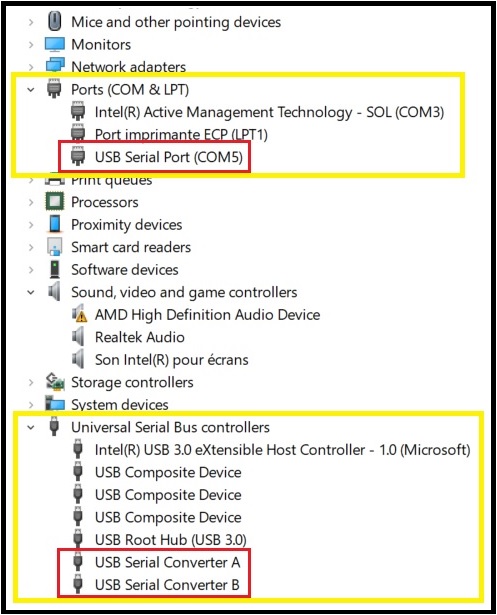 Mice and other pointing devices
Monitors
Network adapters
Ports (COM & LPT)
Intel(R) Active Management Technology - SOL (COM3)
Port imprimante ECP (LPT1)
USB Serial Port (COM5)
Print queues
Processors
Proximity devices
Smart card readers
Software devices
Sound, video and game controllers
AMD High Definition Audio Device
Realtek Audio
Son Intel(R) pour écrans
Storage controllers
System devices
Universal Serial Bus controllers
Intel(R) USB 3.0 eXtensible Host Controller - 1.0 (Microsoft)
USB Composite Device
USB Composite Device
USB Composite Device
USB Root Hub (USB 3.0)
USB Serial Converter A
USB Serial Converter B